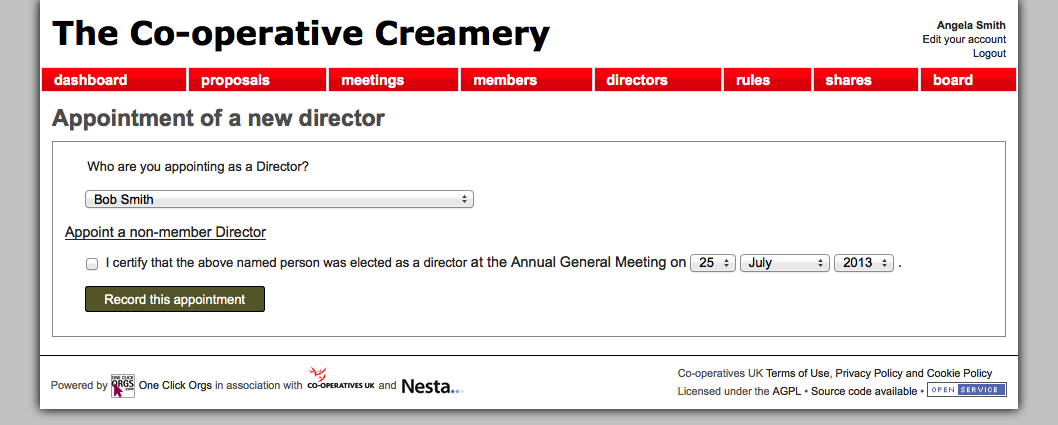 The Co-operative Creamery
Angela Smith
Edit your account
Logout
dashboard proposals meetings members directors rules shares board
Appointment of a new director
Who are you appointing as a Director?
Bob Smith
Appoint a non-member Director
I certify that the above named person was elected as a director at the Annual General Meeting on 25 July 2013 .
Record this appointment
Powered by ONE CLICK ORGS .COM One Click Orgs in association with CO-OPERATIVES UK and Nesta...
Co-operatives UK Terms of Use, Privacy Policy and Cookie Policy
Licensed under the AGPL • Source code available • OPEN SERVICE